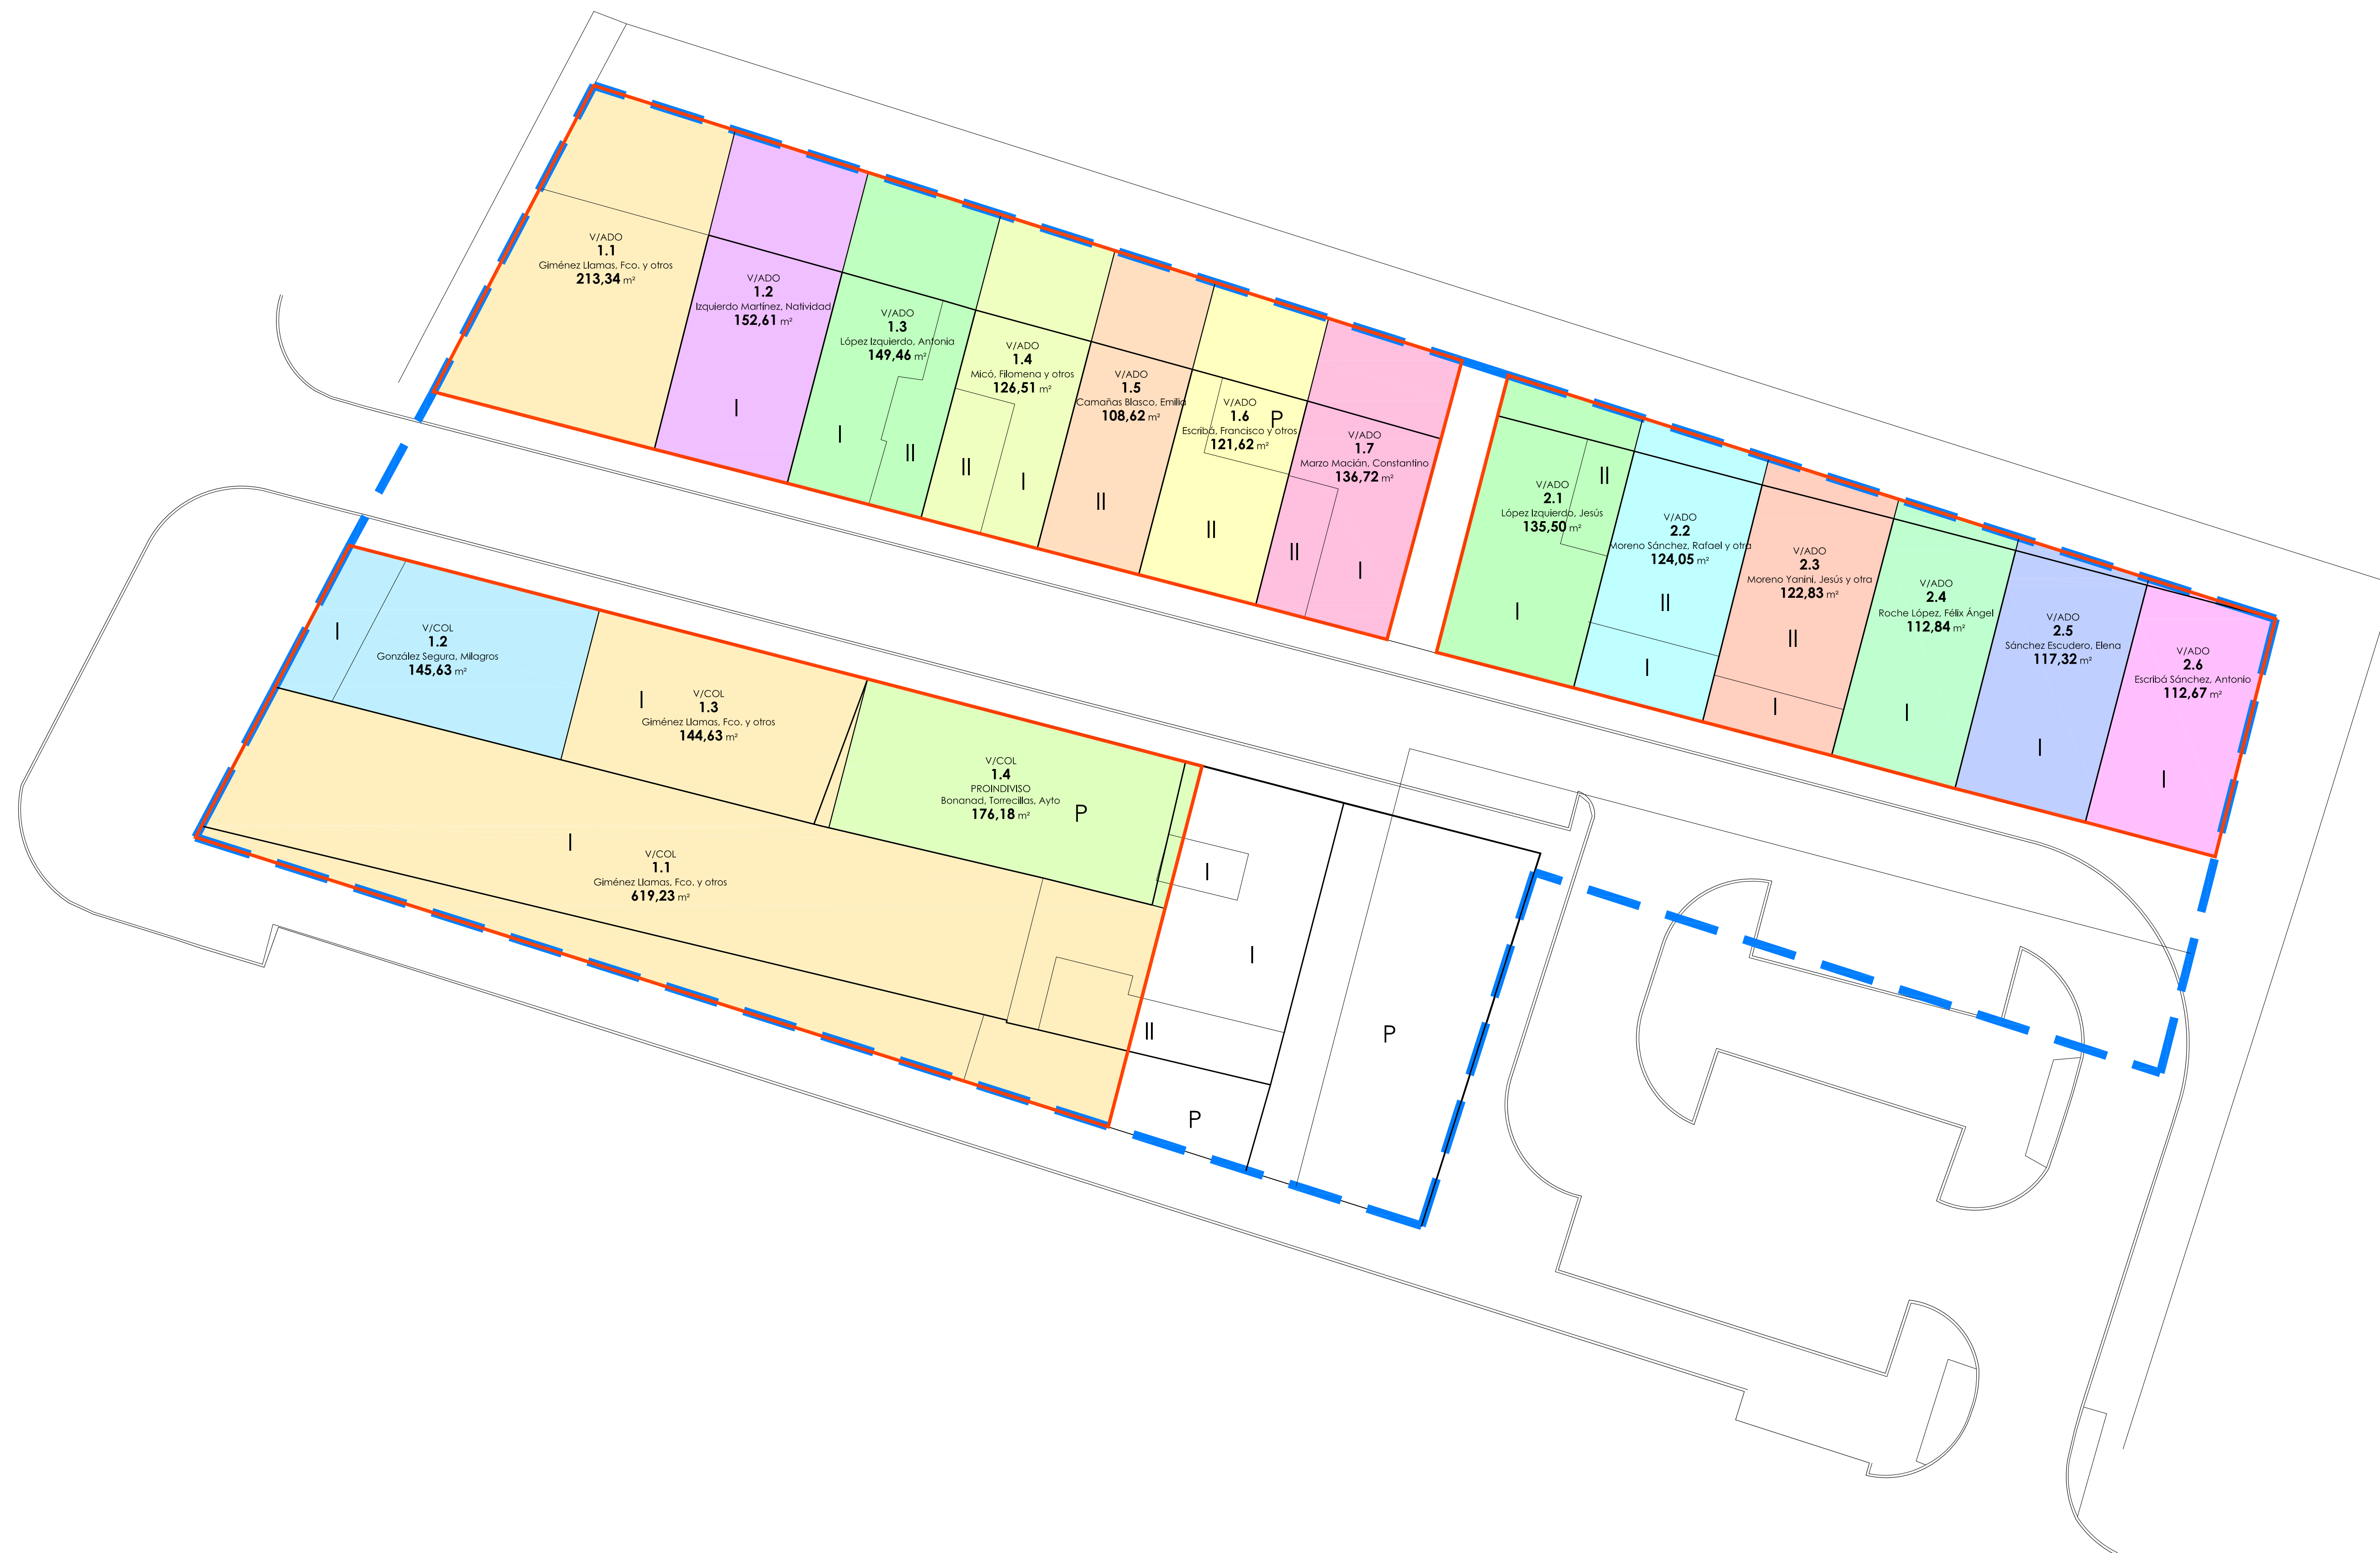 V/ADO
1.1
Giménez Llamas, Fco. y otros
213,34 m²
V/ADO
1.2
Izquierdo Martínez, Natividad
152,61 m²
I
V/ADO
1.3
López Izquierdo, Antonia
149,46 m²
I
II
V/ADO
1.4
Micó, Filomena y otros
126,51 m²
II
I
V/ADO
1.5
Camañas Blasco, Emilia
108,62 m²
II
V/ADO
1.6
Escribá, Francisco y otros
121,62 m²
P
II
V/ADO
1.7
Marzo Macián, Constantino
136,72 m²
II
I
V/ADO
2.1
López Izquierdo, Jesús
135,50 m²
II
I
V/ADO
2.2
Moreno Sánchez, Rafael y otra
124,05 m²
II
I
V/ADO
2.3
Moreno Yanini, Jesús y otra
122,83 m²
II
I
V/ADO
2.4
Roche López, Félix Ángel
112,84 m²
I
V/ADO
2.5
Sánchez Escudero, Elena
117,32 m²
I
V/ADO
2.6
Escribá Sánchez, Antonio
112,67 m²
I
I
V/COL
1.2
González Segura, Milagros
145,63 m²
I
V/COL
1.3
Giménez Llamas, Fco. y otros
144,63 m²
V/COL
1.4
PROINDIVISO
Bonanad, Torrecillas, Ayto
176,18 m²
P
I
V/COL
1.1
Giménez Llamas, Fco. y otros
619,23 m²
I
I
II
P
P